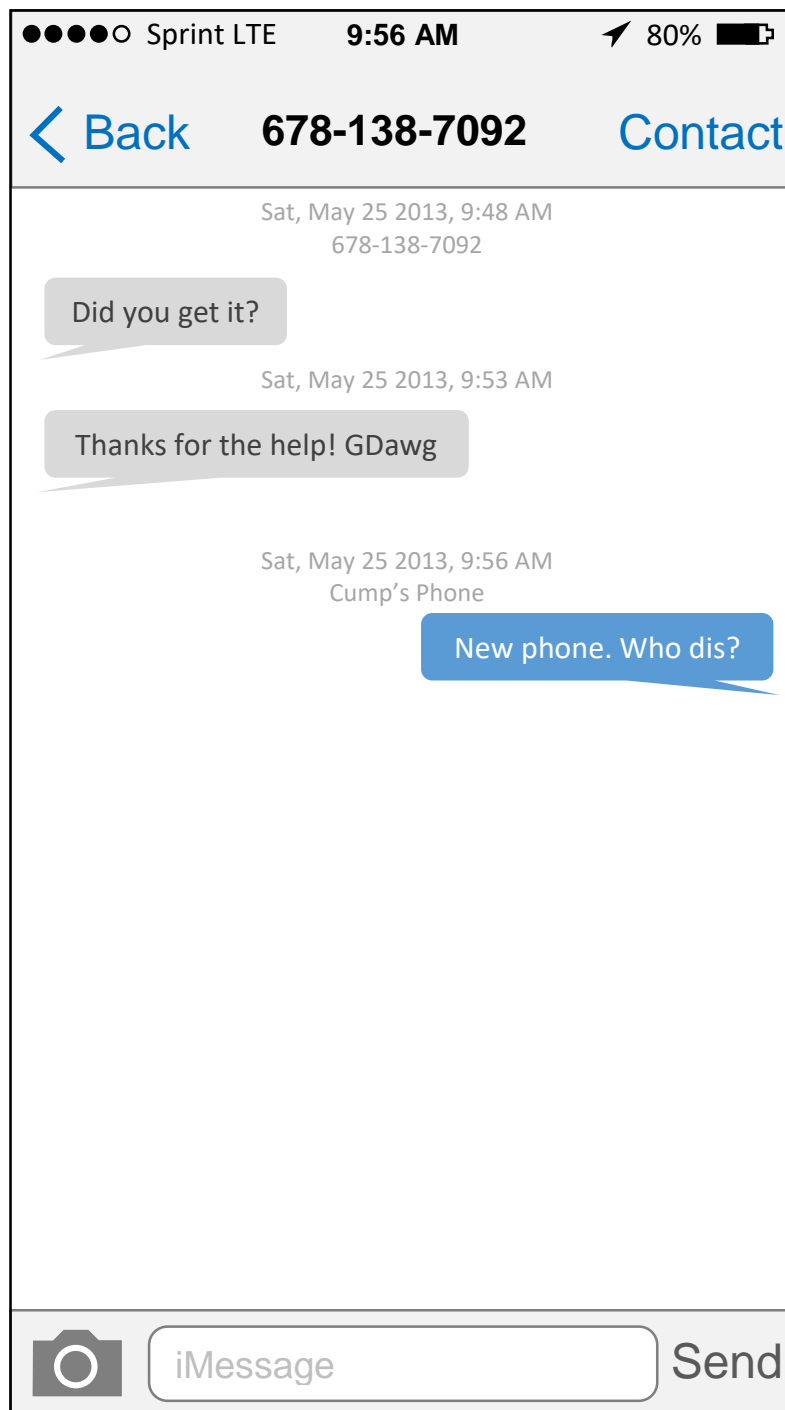 Sprint LTE 9:56 AM 80%
Back 678-138-7092 Contact
Sat, May 25 2013, 9:48 AM
678-138-7092
Did you get it?
Sat, May 25 2013, 9:53 AM
Thanks for the help! GDawg
Sat, May 25 2013, 9:56 AM
Cump’s Phone
New phone. Who dis?
iMessage Send